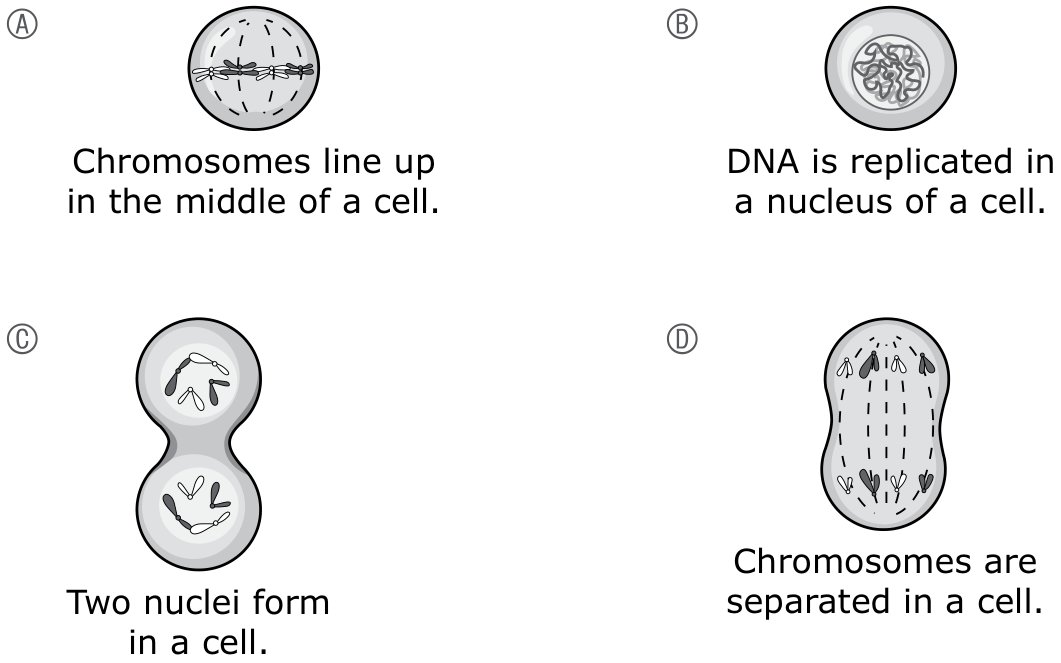 Ⓐ
Chromosomes line up
in the middle of a cell.
Ⓑ
DNA is replicated in
a nucleus of a cell.
Ⓒ
Two nuclei form
in a cell.
Ⓓ
Chromosomes are
separated in a cell.